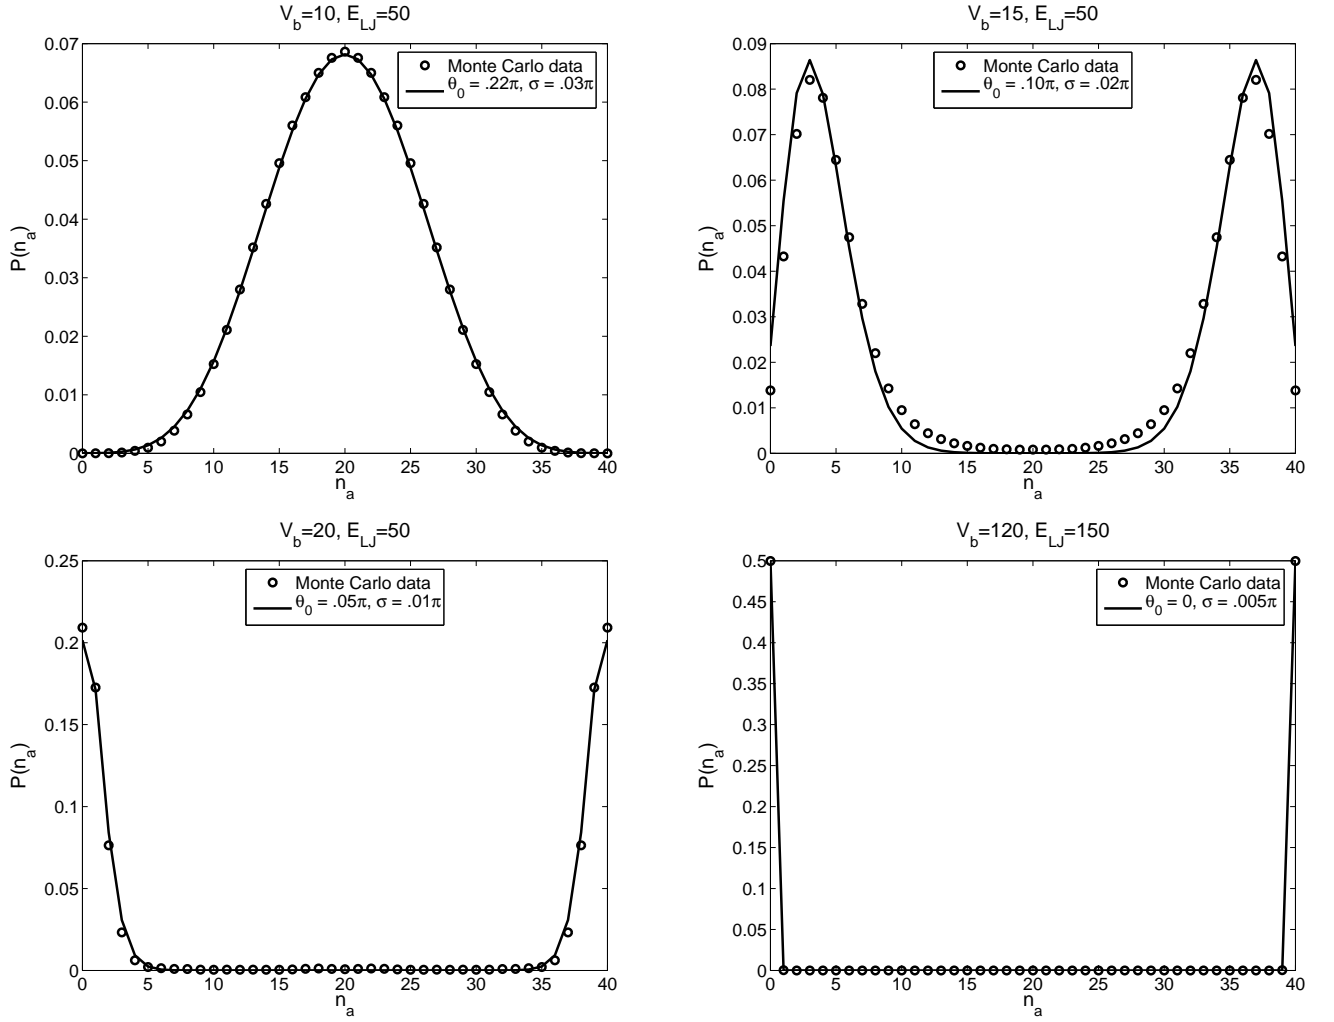 V_b=10, E_LJ=50
0.07
0.06
0.05
0.04
0.03
0.02
0.01
0
P(n_a)
Monte Carlo data
θ_0 = .22π, σ = .03π
0 5 10 15 20 25 30 35 40
n_a
V_b=15, E_LJ=50
0.09
0.08
0.07
0.06
0.05
0.04
0.03
0.02
0.01
0
P(n_a)
Monte Carlo data
θ_0 = .10π, σ = .02π
0 5 10 15 20 25 30 35 40
n_a
V_b=20, E_LJ=50
0.25
0.2
0.15
0.1
0.05
0
P(n_a)
Monte Carlo data
θ_0 = .05π, σ = .01π
0 5 10 15 20 25 30 35 40
n_a
V_b=120, E_LJ=150
0.5
0.45
0.4
0.35
0.3
0.25
0.2
0.15
0.1
0.05
0
P(n_a)
Monte Carlo data
θ_0 = 0, σ = .005π
0 5 10 15 20 25 30 35 40
n_a